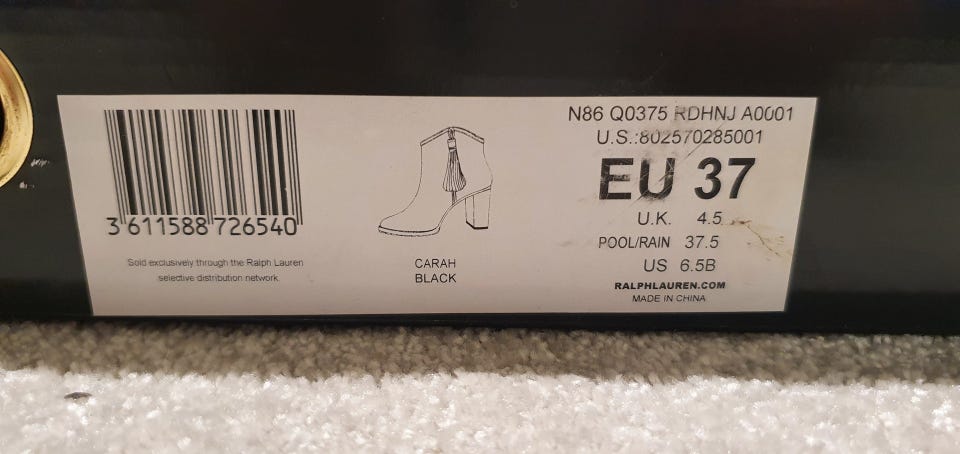 3 611588 726540
Sold exclusively through the Ralph Lauren
selective distribution network.
CARAH
BLACK
N86 Q0375 RDHNJ A0001
U.S.:802570285001
EU 37
U.K. 4.5
POOL/RAIN 37.5
US 6.5B
RALPHLAUREN.COM
MADE IN CHINA